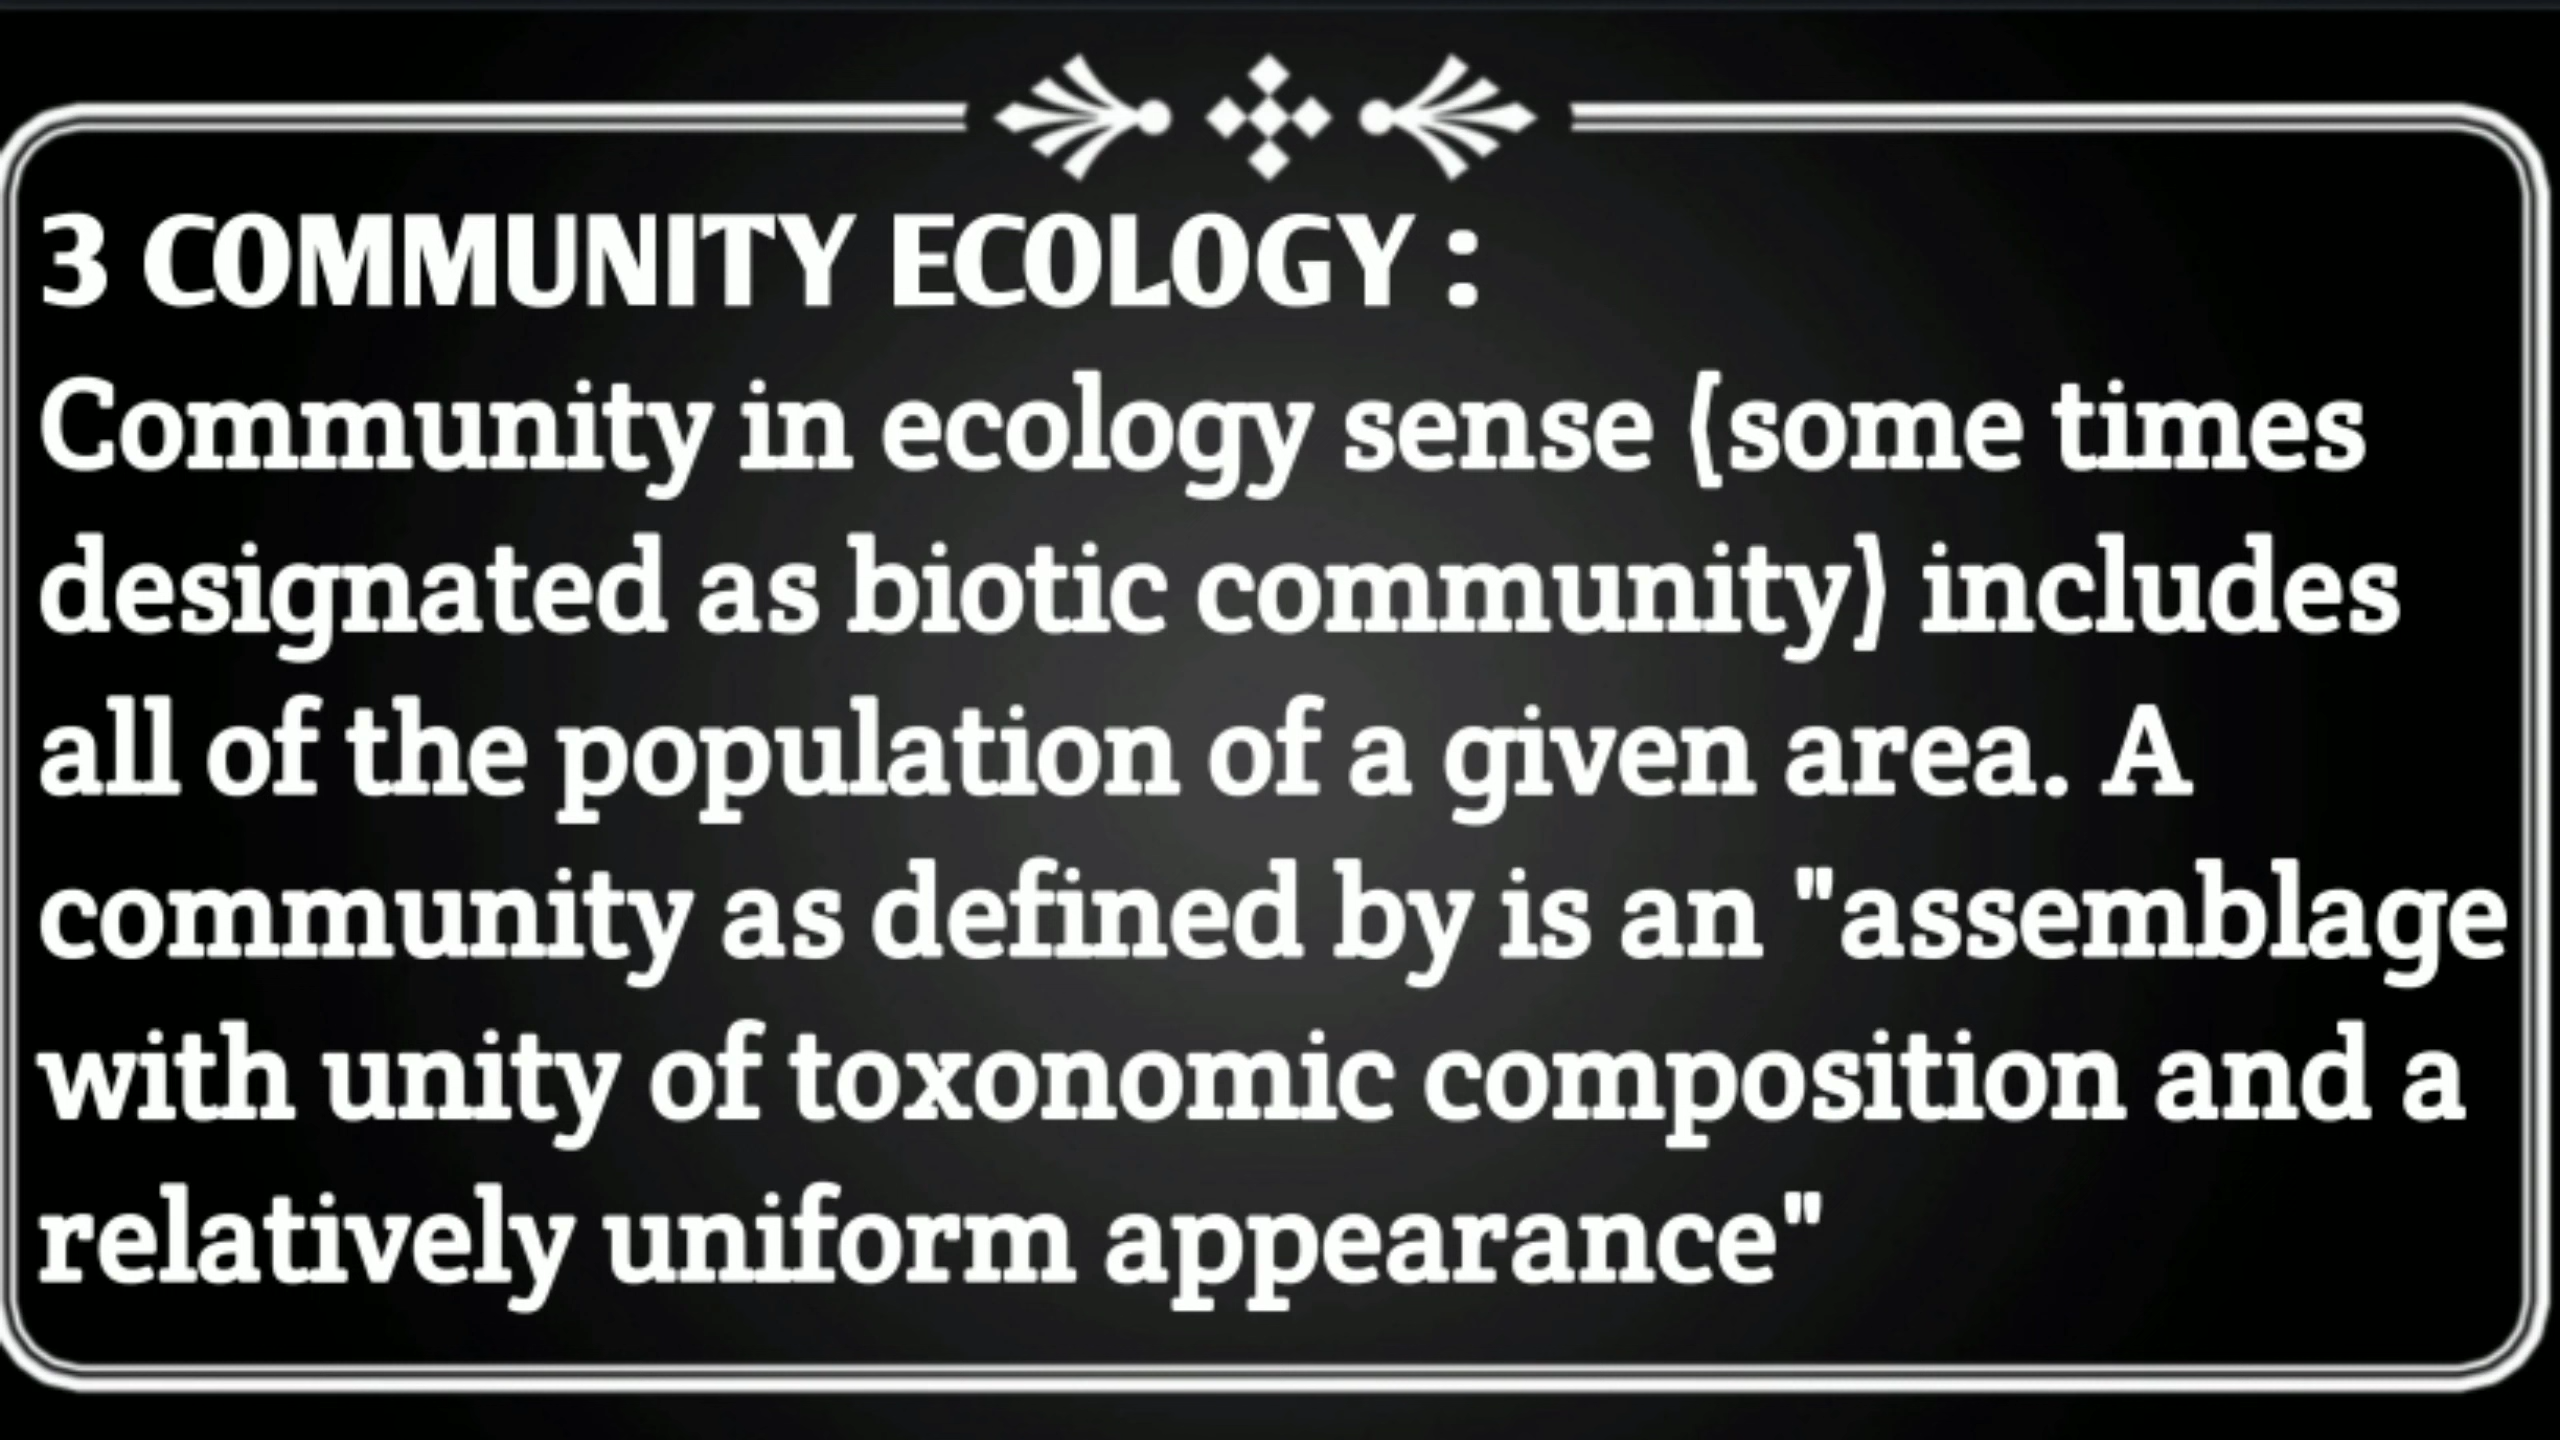 3 COMMUNITY ECOLOGY :
Community in ecology sense (some times
designated as biotic community) includes
all of the population of a given area. A
community as defined by is an "assemblage
with unity of toxonomic composition and a
relatively uniform appearance"